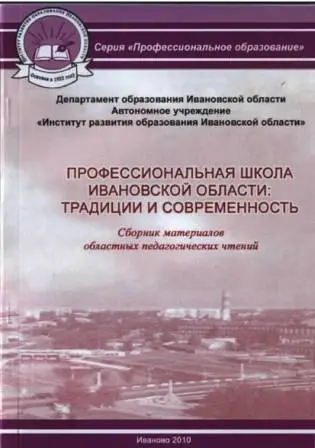 Серия «Профессиональное образование»
Департамент образования Ивановской области
Автономное учреждение
«Институт развития образования Ивановской области»
ПРОФЕССИОНАЛЬНАЯ ШКОЛА
ИВАНОВСКОЙ ОБЛАСТИ:
ТРАДИЦИИ И СОВРЕМЕННОСТЬ
Сборник материалов
областных педагогических чтений
Иваново 2010